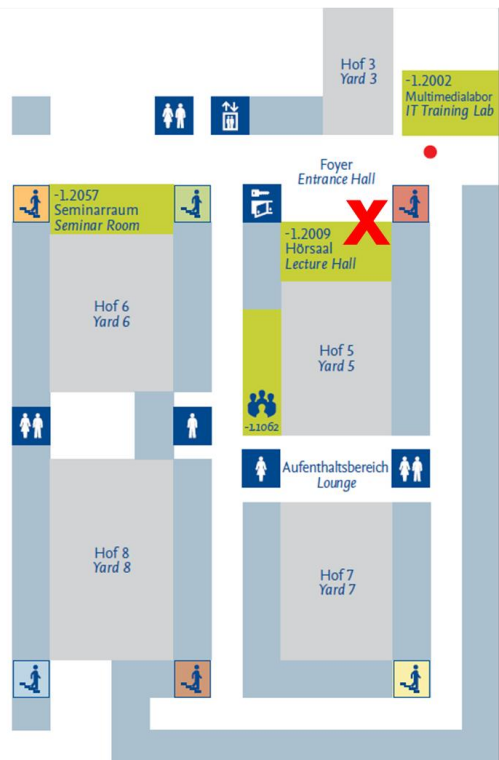 Hof 3
Yard 3
-1.2002
Multimedialabor
IT Training Lab
Foyer
Entrance Hall
-1.2057
Seminarraum
Seminar Room
-1.2009
Hörsaal
Lecture Hall
Hof 6
Yard 6
Hof 5
Yard 5
-1.1062
Aufenthaltsbereich
Lounge
Hof 8
Yard 8
Hof 7
Yard 7